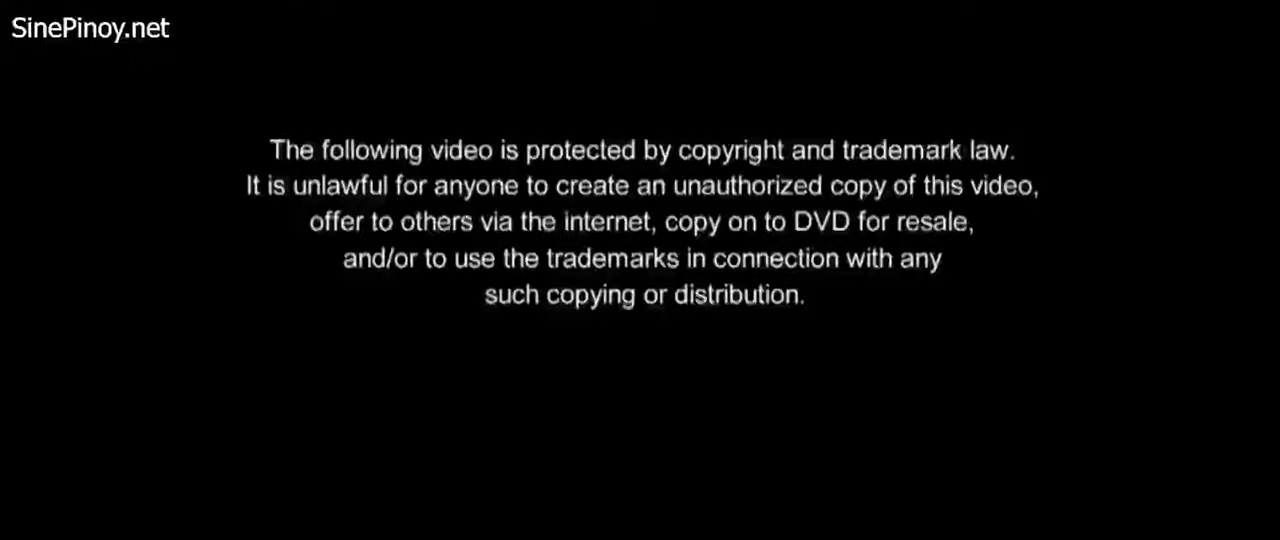 SinePinoy.net
The following video is protected by copyright and trademark law.
It is unlawful for anyone to create an unauthorized copy of this video,
offer to others via the internet, copy on to DVD for resale,
and/or to use the trademarks in connection with any
such copying or distribution.